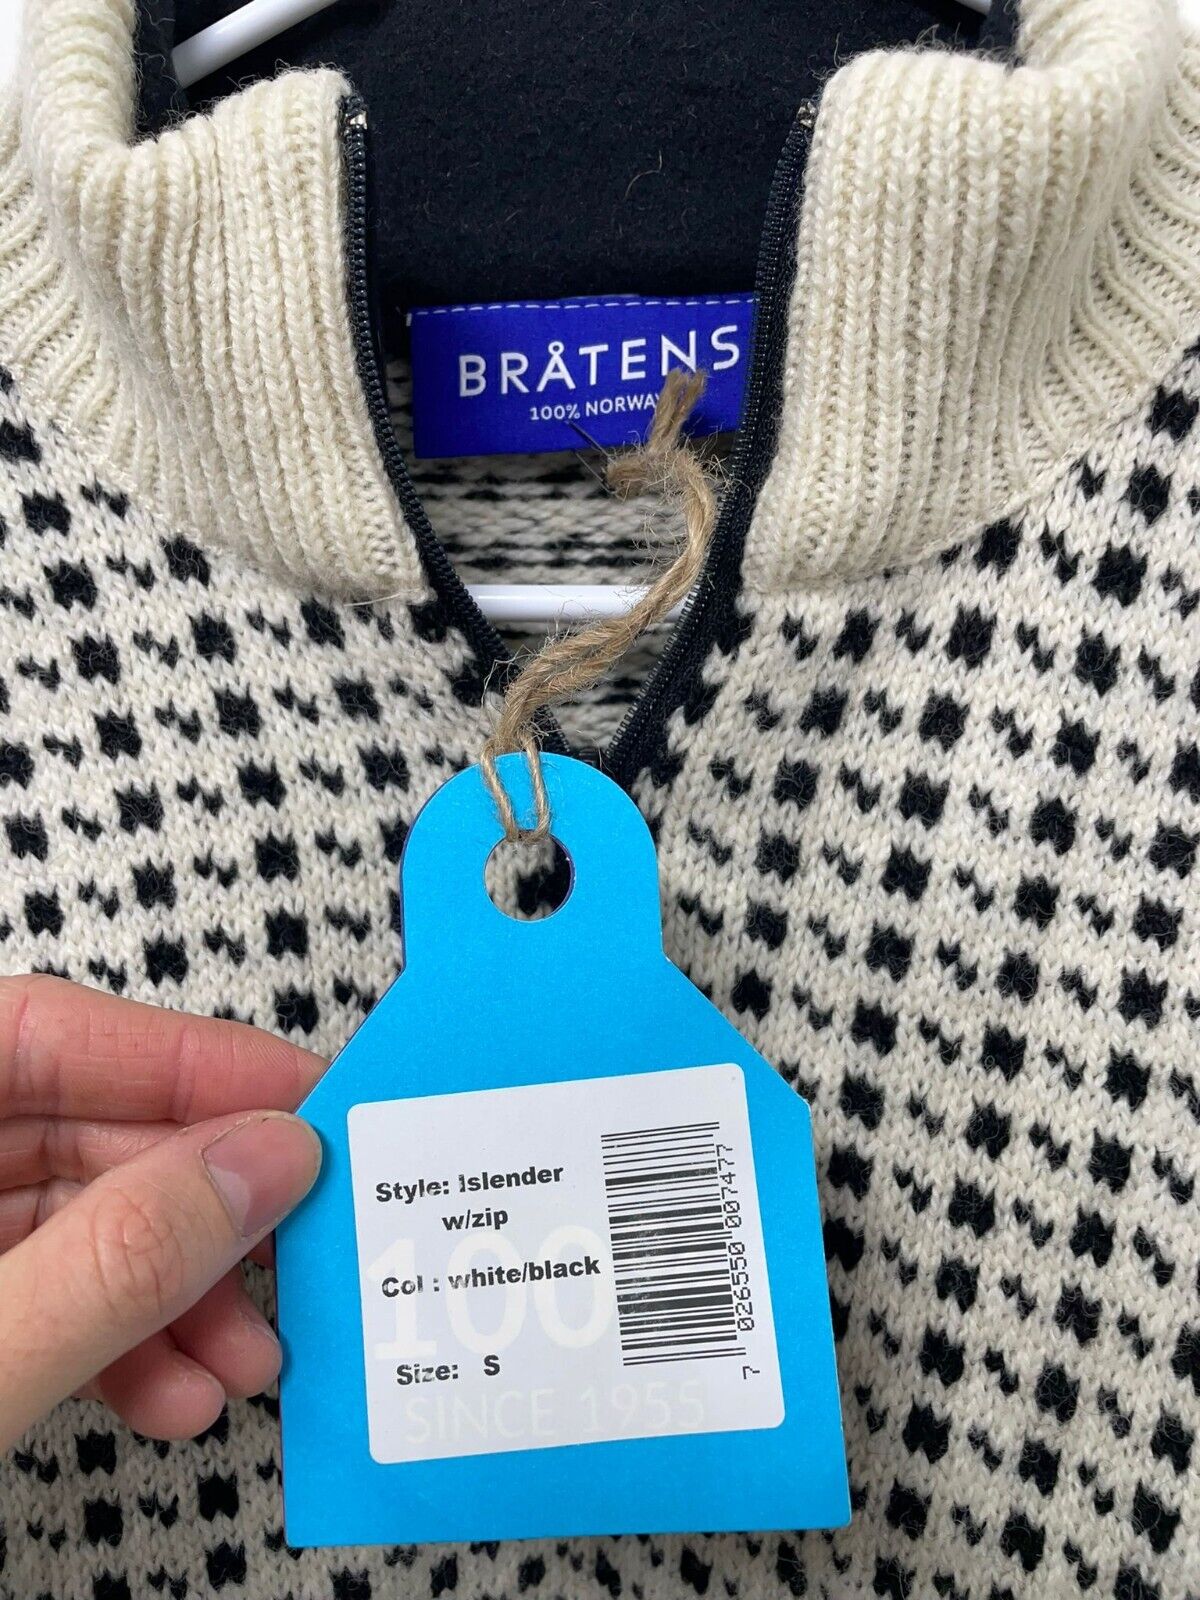 BRÅTENS
100% NORWAY
Style: Islender
w/zip
Col : white/black
Size: S
100
SINCE 1955
7 026550 007477